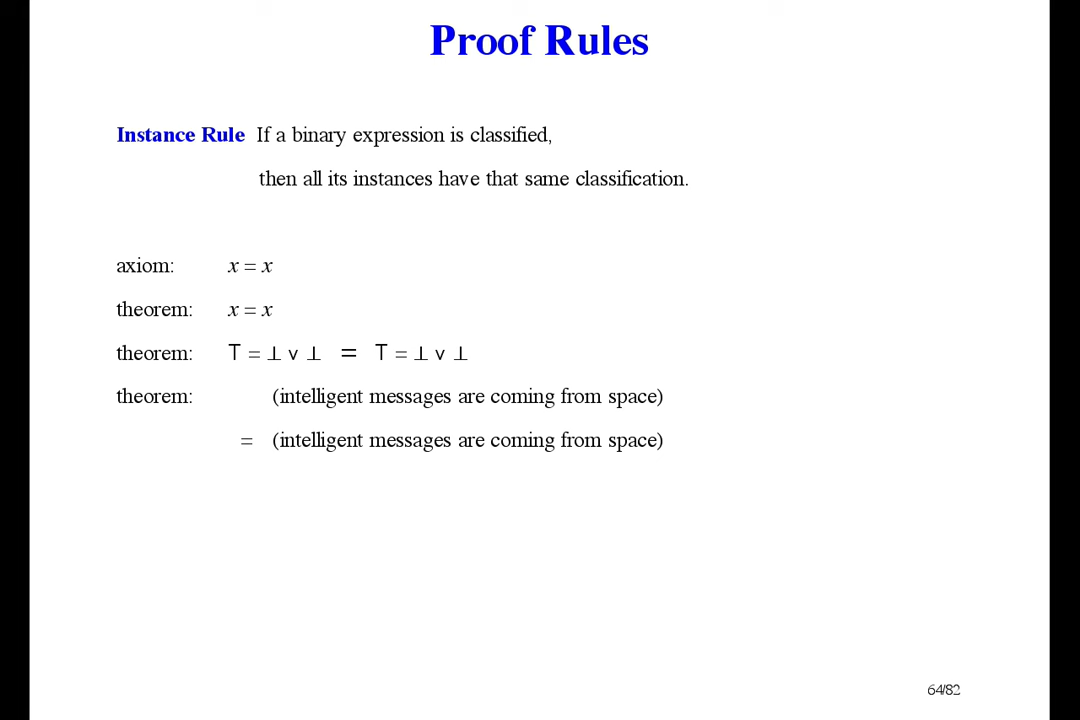 Proof Rules
Instance Rule If a binary expression is classified,
then all its instances have that same classification.
axiom: x = x
theorem: x = x
theorem: ⊤ = ⊥ ∨ ⊥ = ⊤ = ⊥ ∨ ⊥
theorem: (intelligent messages are coming from space)
= (intelligent messages are coming from space)
64/82